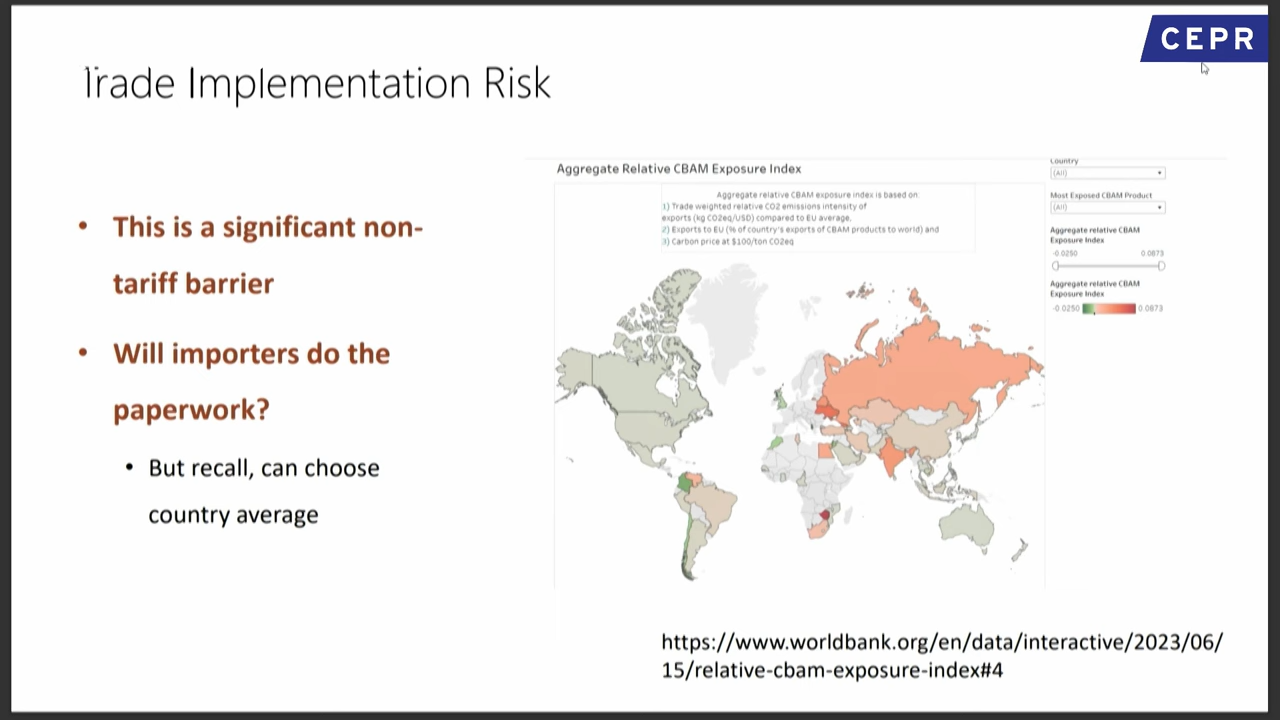 CEPR
Trade Implementation Risk
• This is a significant non-
tariff barrier
• Will importers do the
paperwork?
• But recall, can choose
country average
Aggregate Relative CBAM Exposure Index
Aggregate relative CBAM exposure index is based on
1) Trade weighted relative CO2 emissions intensity of
exports (kg CO2eq/USD) compared to EU average.
2) Exports to EU (% of country's exports of CBAM products to world) and
3) Carbon price at $100/ton CO2eq
Country
(All)
Most Exposed CBAM Product
(All)
Aggregate relative CBAM
Exposure Index
-0.0250 0.0873
Aggregate relative CBAM
Exposure Index
-0.0250 0.0873
https://www.worldbank.org/en/data/interactive/2023/06/
15/relative-cbam-exposure-index#4